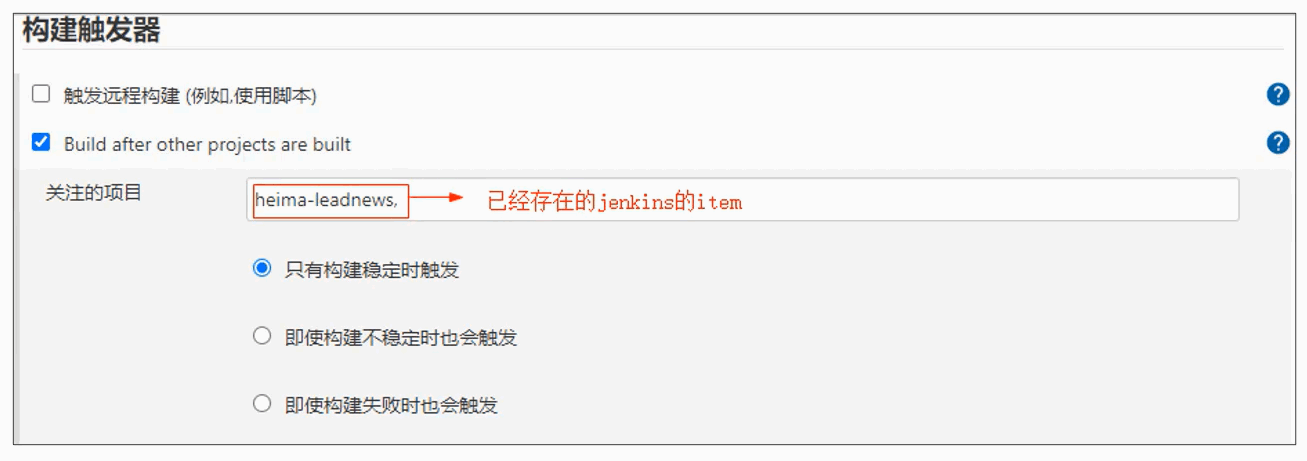 构建触发器
触发远程构建 (例如,使用脚本)
?
Build after other projects are built
?
关注的项目
heima-leadnews,
已经存在的jenkins的item
只有构建稳定时触发
即使构建不稳定时也会触发
即使构建失败时也会触发